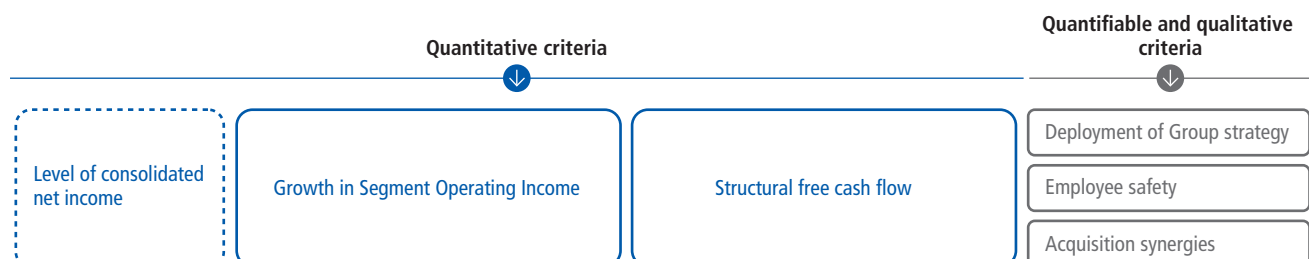 Quantitative criteria
Quantifiable and qualitative
criteria
Level of consolidated
net income
Growth in Segment Operating Income
Structural free cash flow
Deployment of Group strategy
Employee safety
Acquisition synergies